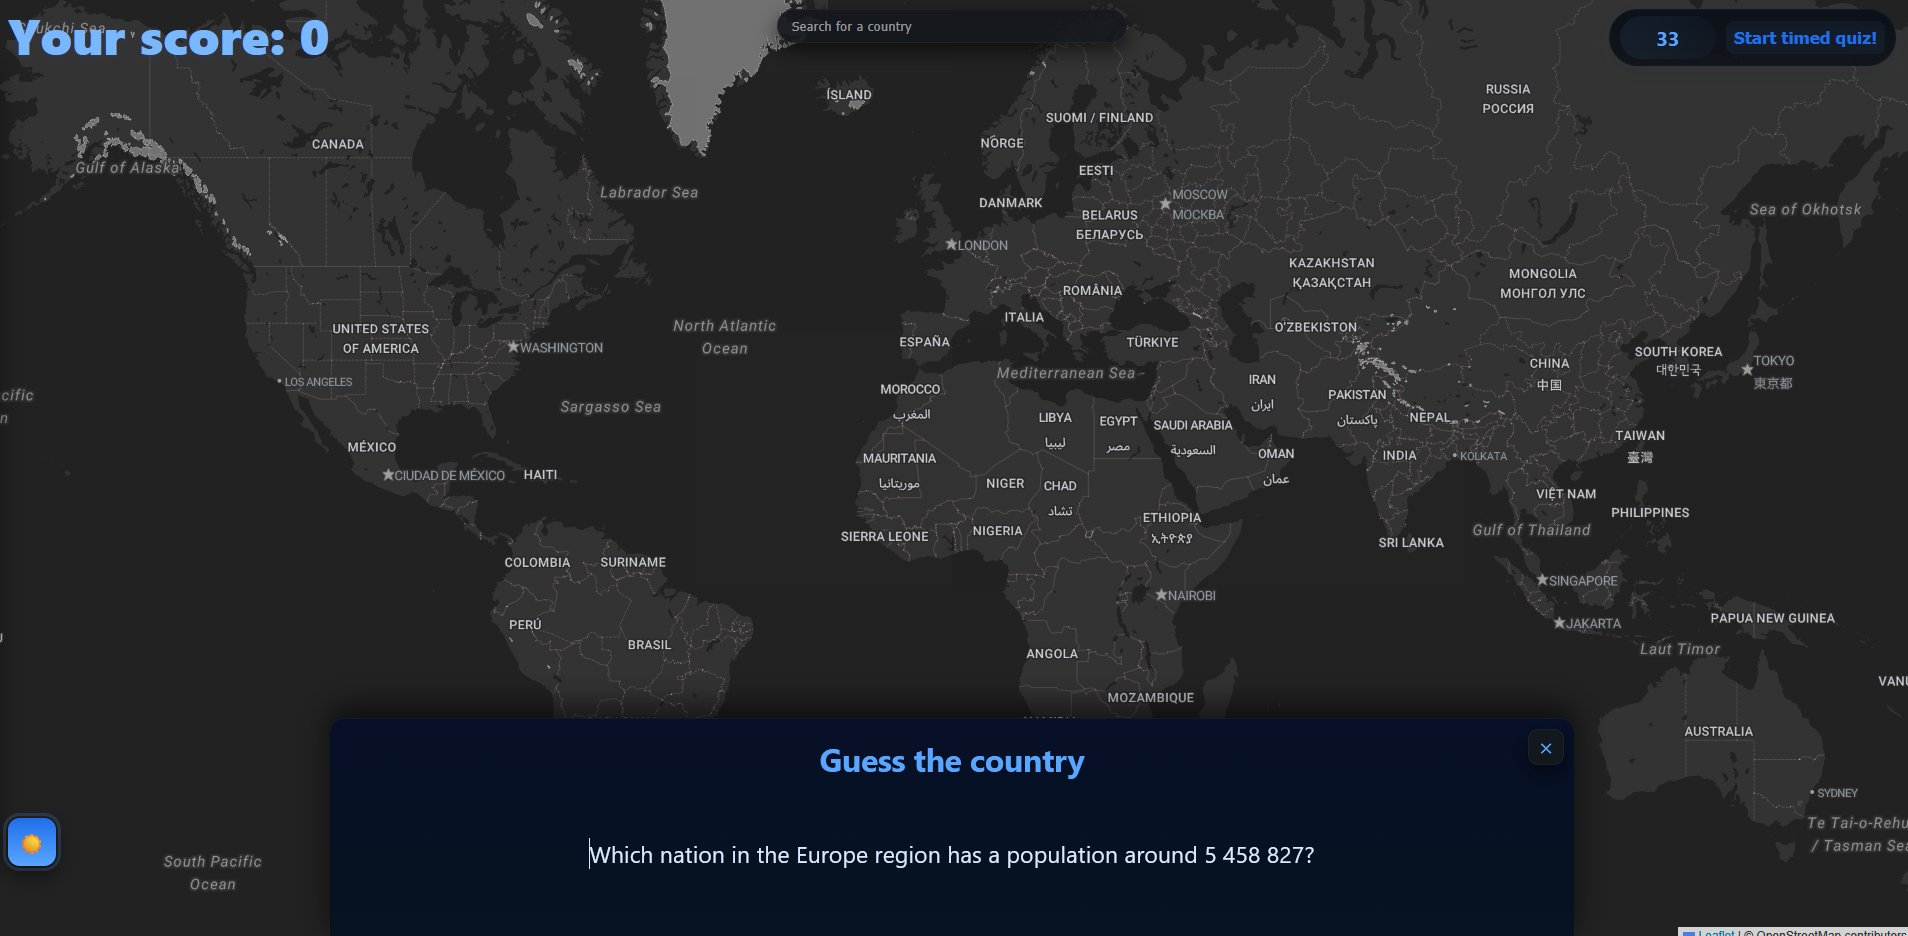 Your score: 0
Search for a country
33
Start timed quiz!
ÍSLAND
RUSSIA
РОССИЯ
SUOMI / FINLAND
CANADA
NORGE
Gulf of Alaska
EESTI
Labrador Sea
MOSCOW
МОСКВА
DANMARK
BELARUS
БЕЛАРУСЬ
Sea of Okhotsk
LONDON
KAZAKHSTAN
ҚАЗАҚСТАН
MONGOLIA
МОНГОЛ УЛС
ROMÂNIA
ITALIA
North Atlantic
Ocean
UNITED STATES
OF AMERICA
WASHINGTON
ESPAÑA
TÜRKIYE
O'ZBEKISTON
SOUTH KOREA
대한민국
TOKYO
東京都
CHINA
中国
LOS ANGELES
Mediterranean Sea
MOROCCO
المغرب
IRAN
ایران
PAKISTAN
پاکستان
cific
n
Sargasso Sea
LIBYA
ليبيا
EGYPT
مصر
SAUDI ARABIA
السعودية
NEPAL
TAIWAN
臺灣
MÉXICO
CIUDAD DE MÉXICO
HAITI
MAURITANIA
موريتانيا
OMAN
عمان
INDIA
KOLKATA
NIGER
CHAD
تشاد
VIỆT NAM
PHILIPPINES
ETHIOPIA
ኢትዮጵያ
NIGERIA
SIERRA LEONE
Gulf of Thailand
SRI LANKA
COLOMBIA
SURINAME
SINGAPORE
NAIROBI
JAKARTA
PAPUA NEW GUINEA
PERÚ
BRASIL
ANGOLA
Laut Timor
VANU
MOZAMBIQUE
AUSTRALIA
Guess the country
×
SYDNEY
Te Tai-o-Rehu
/ Tasman Sea
Which nation in the Europe region has a population around 5 458 827?
South Pacific
Ocean
Leaflet | © OpenStreetMap contributors